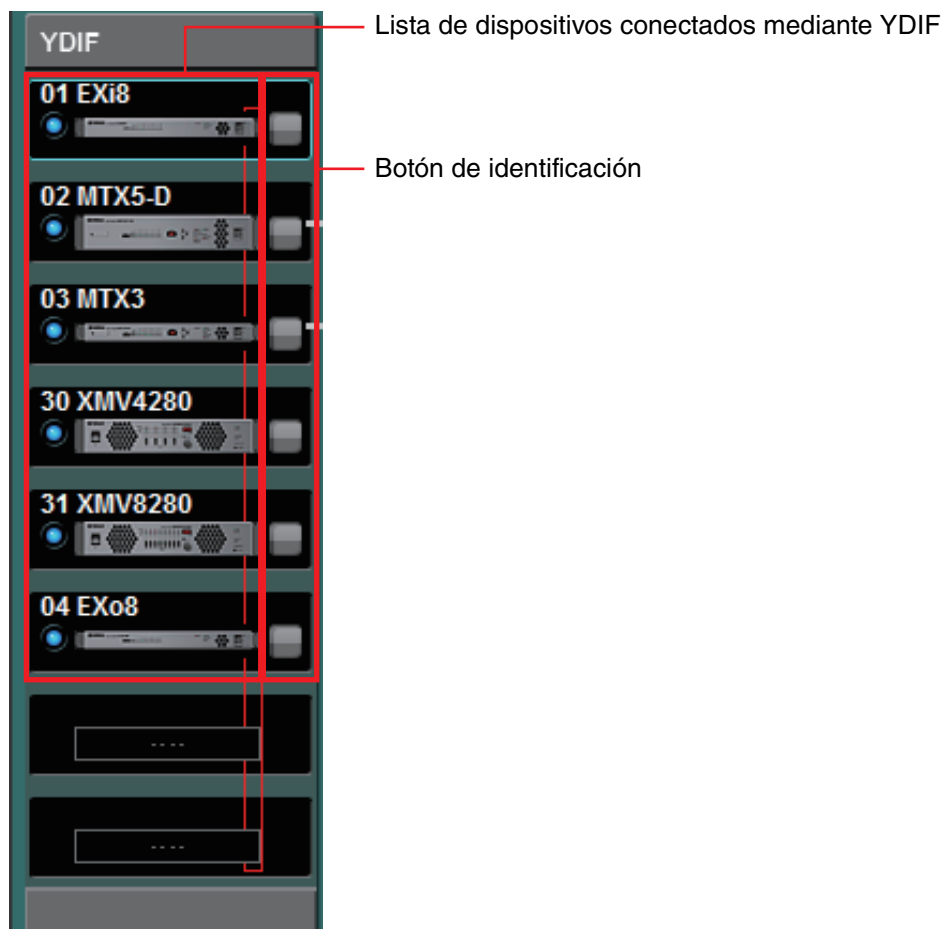 YDIF
Lista de dispositivos conectados mediante YDIF
01 EXi8
Botón de identificación
02 MTX5-D
03 MTX3
30 XMV4280
31 XMV8280
04 EXo8
----
----